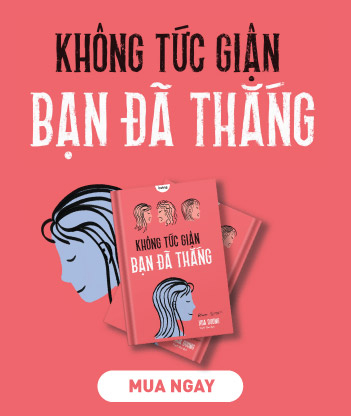 KHÔNG TỨC GIẬN
BẠN ĐÃ THẮNG
KHÔNG TỨC GIẬN
BẠN ĐÃ THẮNG
MUA NGAY